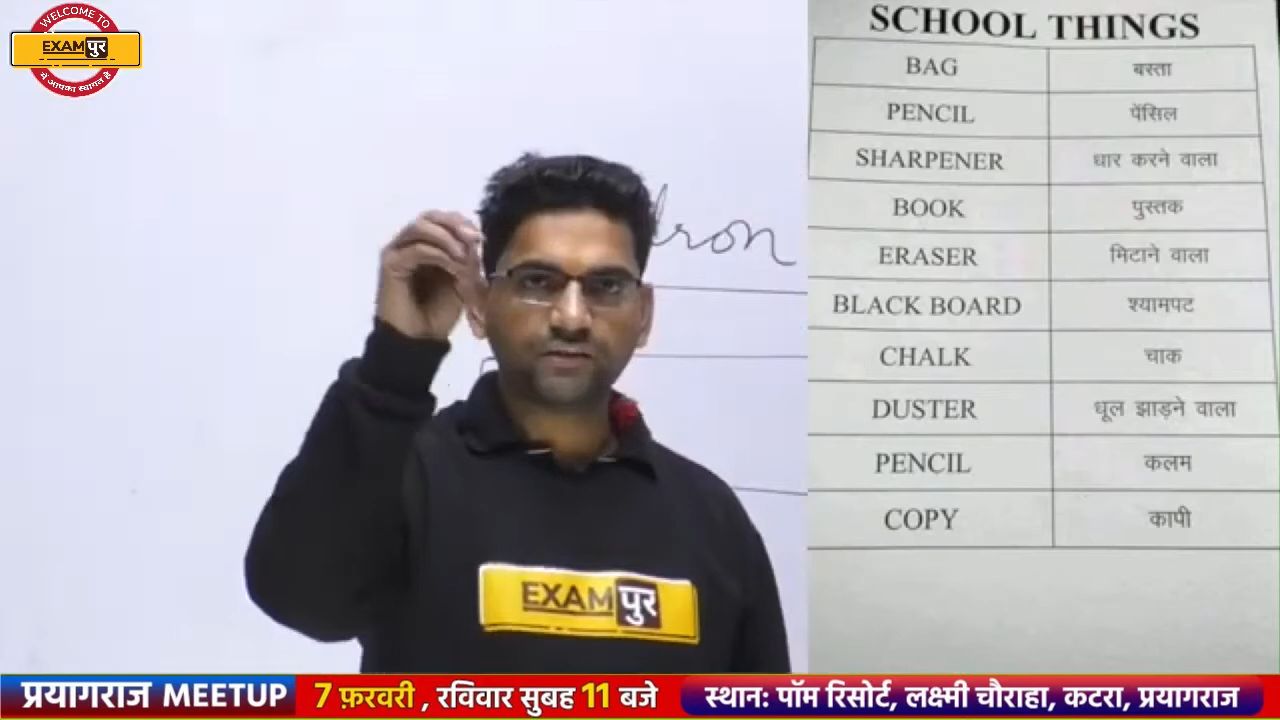 WELCOME TO
EXAMपुर
में आपका स्वागत है
dron
SCHOOL THINGS
BAG बस्ता
PENCIL पेंसिल
SHARPENER धार करने वाला
BOOK पुस्तक
ERASER मिटाने वाला
BLACK BOARD श्यामपट
CHALK चाक
DUSTER धूल झाड़ने वाला
PENCIL कलम
COPY कापी
EXAMपुर
प्रयागराज MEETUP 7 फ़रवरी , रविवार सुबह 11 बजे स्थान: पॉम रिसोर्ट, लक्ष्मी चौराहा, कटरा, प्रयागराज